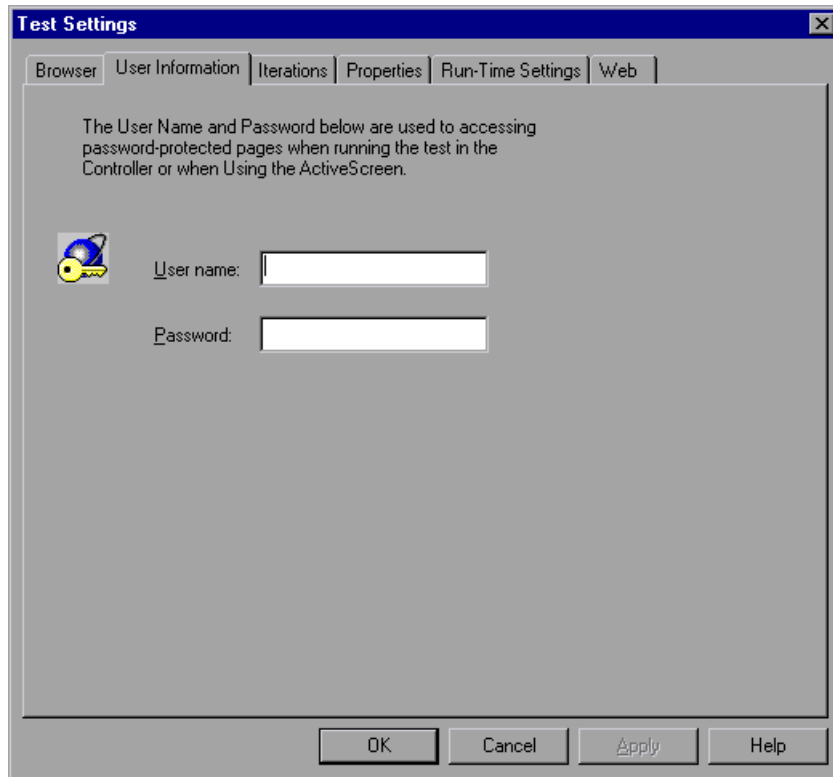 Test Settings
Browser User Information Iterations Properties Run-Time Settings Web
The User Name and Password below are used to accessing
password-protected pages when running the test in the
Controller or when Using the ActiveScreen.
User name:
Password:
OK Cancel Apply Help